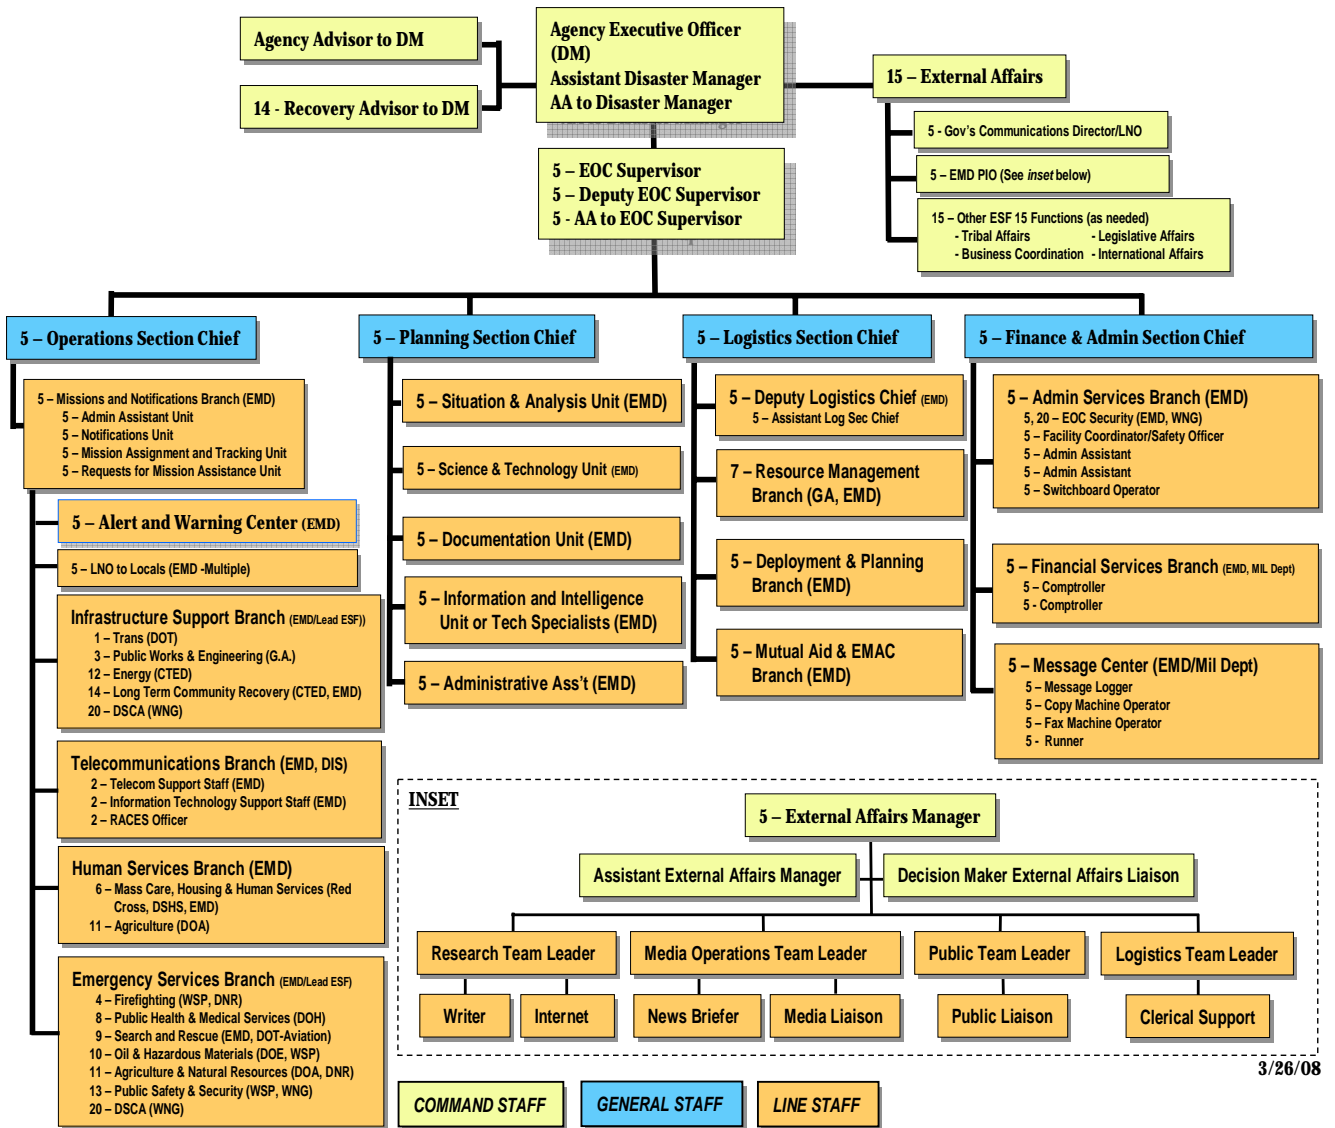 Agency Advisor to DM
14 - Recovery Advisor to DM
Agency Executive Officer
(DM)
Assistant Disaster Manager
AA to Disaster Manager
15 – External Affairs
5 - Gov's Communications Director/LNO
5 – EMD PIO (See inset below)
15 – Other ESF 15 Functions (as needed)
- Tribal Affairs - Legislative Affairs
- Business Coordination - International Affairs
5 – EOC Supervisor
5 – Deputy EOC Supervisor
5 - AA to EOC Supervisor
5 – Operations Section Chief
5 – Missions and Notifications Branch (EMD)
5 – Admin Assistant Unit
5 – Notifications Unit
5 – Mission Assignment and Tracking Unit
5 – Requests for Mission Assistance Unit
5 – Alert and Warning Center (EMD)
5 – LNO to Locals (EMD -Multiple)
Infrastructure Support Branch (EMD/Lead ESF))
1 – Trans (DOT)
3 – Public Works & Engineering (G.A.)
12 – Energy (CTED)
14 – Long Term Community Recovery (CTED, EMD)
20 – DSCA (WNG)
Telecommunications Branch (EMD, DIS)
2 – Telecom Support Staff (EMD)
2 – Information Technology Support Staff (EMD)
2 – RACES Officer
Human Services Branch (EMD)
6 – Mass Care, Housing & Human Services (Red
Cross, DSHS, EMD)
11 – Agriculture (DOA)
Emergency Services Branch (EMD/Lead ESF)
4 – Firefighting (WSP, DNR)
8 – Public Health & Medical Services (DOH)
9 – Search and Rescue (EMD, DOT-Aviation)
10 – Oil & Hazardous Materials (DOE, WSP)
11 – Agriculture & Natural Resources (DOA, DNR)
13 – Public Safety & Security (WSP, WNG)
20 – DSCA (WNG)
5 – Planning Section Chief
5 – Situation & Analysis Unit (EMD)
5 – Science & Technology Unit (EMD)
5 – Documentation Unit (EMD)
5 – Information and Intelligence
Unit or Tech Specialists (EMD)
5 – Administrative Ass't (EMD)
5 – Logistics Section Chief
5 – Deputy Logistics Chief (EMD)
5 – Assistant Log Sec Chief
7 – Resource Management
Branch (GA, EMD)
5 – Deployment & Planning
Branch (EMD)
5 – Mutual Aid & EMAC
Branch (EMD)
5 – Finance & Admin Section Chief
5 – Admin Services Branch (EMD)
5, 20 – EOC Security (EMD, WNG)
5 – Facility Coordinator/Safety Officer
5 – Admin Assistant
5 – Admin Assistant
5 – Switchboard Operator
5 – Financial Services Branch (EMD, MIL Dept)
5 – Comptroller
5 - Comptroller
5 – Message Center (EMD/Mil Dept)
5 – Message Logger
5 – Copy Machine Operator
5 – Fax Machine Operator
5 - Runner
INSET
5 – External Affairs Manager
Assistant External Affairs Manager
Decision Maker External Affairs Liaison
Research Team Leader
Media Operations Team Leader
Public Team Leader
Logistics Team Leader
Writer
Internet
News Briefer
Media Liaison
Public Liaison
Clerical Support
3/26/08
COMMAND STAFF
GENERAL STAFF
LINE STAFF